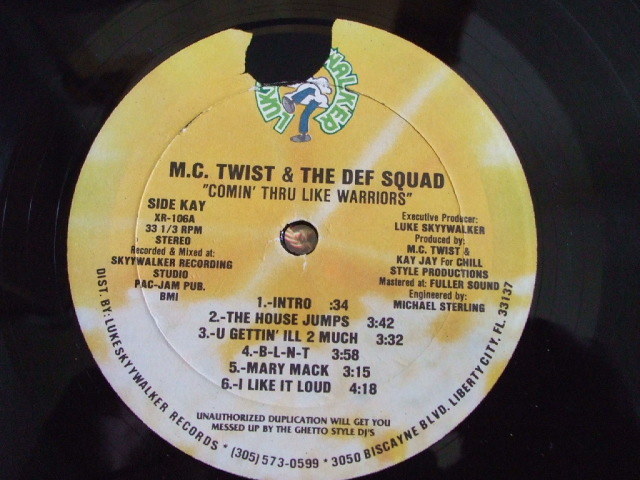 LUK WALKER
M.C. TWIST & THE DEF SQUAD
"COMIN' THRU LIKE WARRIORS"
SIDE KAY
XR-106A
33 1/3 RPM
STEREO
Recorded & Mixed at:
SKYYWALKER RECORDING
STUDIO
PAC-JAM PUB.
BMI
Executive Producer:
LUKE SKYYWALKER
Produced by:
M.C. TWIST &
KAY JAY For CHILL
STYLE PRODUCTIONS
Mastered at: FULLER SOUND
Engineered by:
MICHAEL STERLING
1.-INTRO :34
2.-THE HOUSE JUMPS 3:42
3.-U GETTIN' ILL 2 MUCH 3:32
4.-B-L-N-T 3:58
5.-MARY MACK 3:15
6.-I LIKE IT LOUD 4:18
UNAUTHORIZED DUPLICATION WILL GET YOU
MESSED UP BY THE GHETTO STYLE DJ'S
DIST. BY: LUKE SKYYWALKER RECORDS * (305) 573-0599 * 3050 BISCAYNE BLVD. LIBERTY CITY, FL 33137